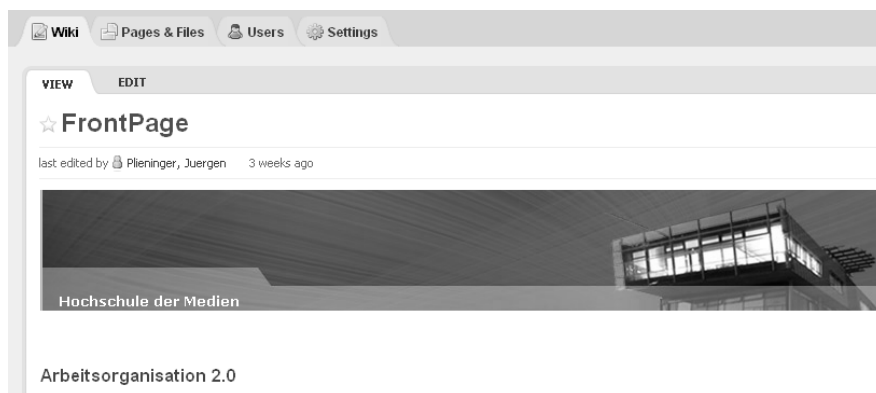 Wiki Pages & Files Users Settings
VIEW EDIT
FrontPage
last edited by Plieninger, Juergen 3 weeks ago
Hochschule der Medien
Arbeitsorganisation 2.0